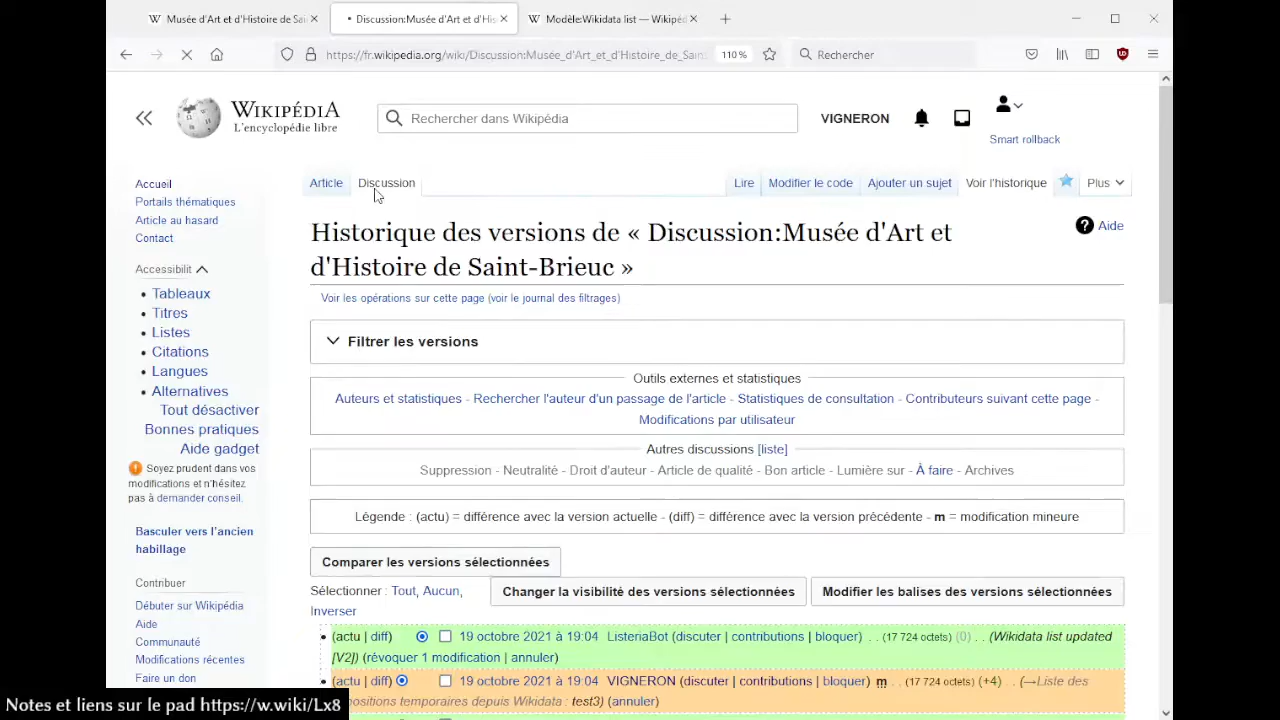 Musée d'Art et d'Histoire de Sai
Discussion:Musée d'Art et d'His
Modèle:Wikidata list — Wikipéd
https://fr.wikipedia.org/wiki/Discussion:Musée_d'Art_et_d'Histoire_de_Sain
110 %
Rechercher
WIKIPÉDIA
L'encyclopédie libre
Rechercher dans Wikipédia
VIGNERON
Smart rollback
Article
Discussion
Lire
Modifier le code
Ajouter un sujet
Voir l'historique
Plus
Accueil
Portails thématiques
Article au hasard
Contact
Accessibilit
Tableaux
Titres
Listes
Citations
Langues
Alternatives
Tout désactiver
Bonnes pratiques
Aide gadget
Soyez prudent dans vos
modifications et n'hésitez
pas à demander conseil.
Basculer vers l'ancien
habillage
Contribuer
Débuter sur Wikipédia
Aide
Communauté
Modifications récentes
Faire un don
Historique des versions de « Discussion:Musée d'Art et
d'Histoire de Saint-Brieuc »
Aide
Voir les opérations sur cette page (voir le journal des filtrages)
Filtrer les versions
Outils externes et statistiques
Auteurs et statistiques - Rechercher l'auteur d'un passage de l'article - Statistiques de consultation - Contributeurs suivant cette page -
Modifications par utilisateur
Autres discussions [liste]
Suppression - Neutralité - Droit d'auteur - Article de qualité - Bon article - Lumière sur - À faire - Archives
Légende : (actu) = différence avec la version actuelle - (diff) = différence avec la version précédente - m = modification mineure
Comparer les versions sélectionnées
Sélectionner : Tout, Aucun,
Inverser
Changer la visibilité des versions sélectionnées
Modifier les balises des versions sélectionnées
(actu | diff) 19 octobre 2021 à 19:04 ListeriaBot (discuter | contributions | bloquer) . . (17 724 octets) (0) . (Wikidata list updated
[V2]) (révoquer 1 modification | annuler)
(actu | diff) 19 octobre 2021 à 19:04 VIGNERON (discuter | contributions | bloquer) m . . (17 724 octets) (+4) . (→Liste des
positions temporaires depuis Wikidata : test3) (annuler)
Notes et liens sur le pad https://w.wiki/Lx8